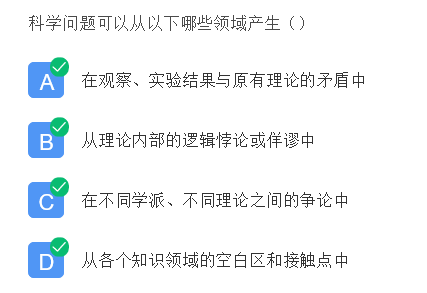 科学问题可以从以下哪些领域产生（）
A 在观察、实验结果与原有理论的矛盾中
B 从理论内部的逻辑悖论或佯谬中
C 在不同学派、不同理论之间的争论中
D 从各个知识领域的空白区和接触点中